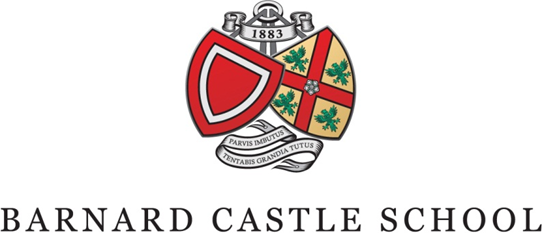 1883
PARVIS IMBUTUS
TENTABIS GRANDIA TUTUS
BARNARD CASTLE SCHOOL